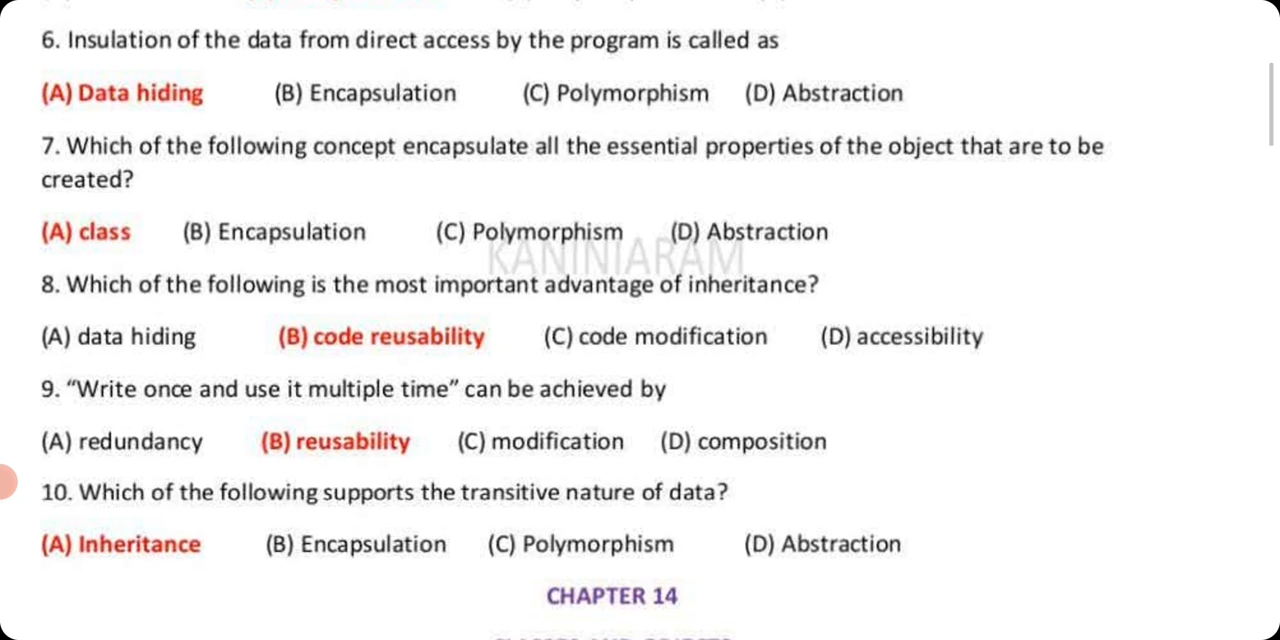 6. Insulation of the data from direct access by the program is called as
(A) Data hiding (B) Encapsulation (C) Polymorphism (D) Abstraction
7. Which of the following concept encapsulate all the essential properties of the object that are to be
created?
(A) class (B) Encapsulation (C) Polymorphism (D) Abstraction
KANINIARAM
8. Which of the following is the most important advantage of inheritance?
(A) data hiding (B) code reusability (C) code modification (D) accessibility
9. “Write once and use it multiple time” can be achieved by
(A) redundancy (B) reusability (C) modification (D) composition
10. Which of the following supports the transitive nature of data?
(A) Inheritance (B) Encapsulation (C) Polymorphism (D) Abstraction
CHAPTER 14